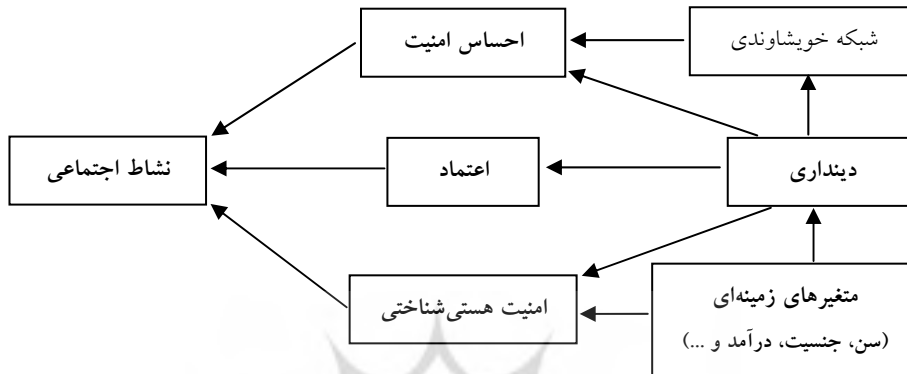 شبکه خویشاوندی
احساس امنیت
دینداری
اعتماد
نشاط اجتماعی
متغیرهای زمینه‌ای
(سن، جنسیت، درآمد و ...)
امنیت هستی‌شناختی